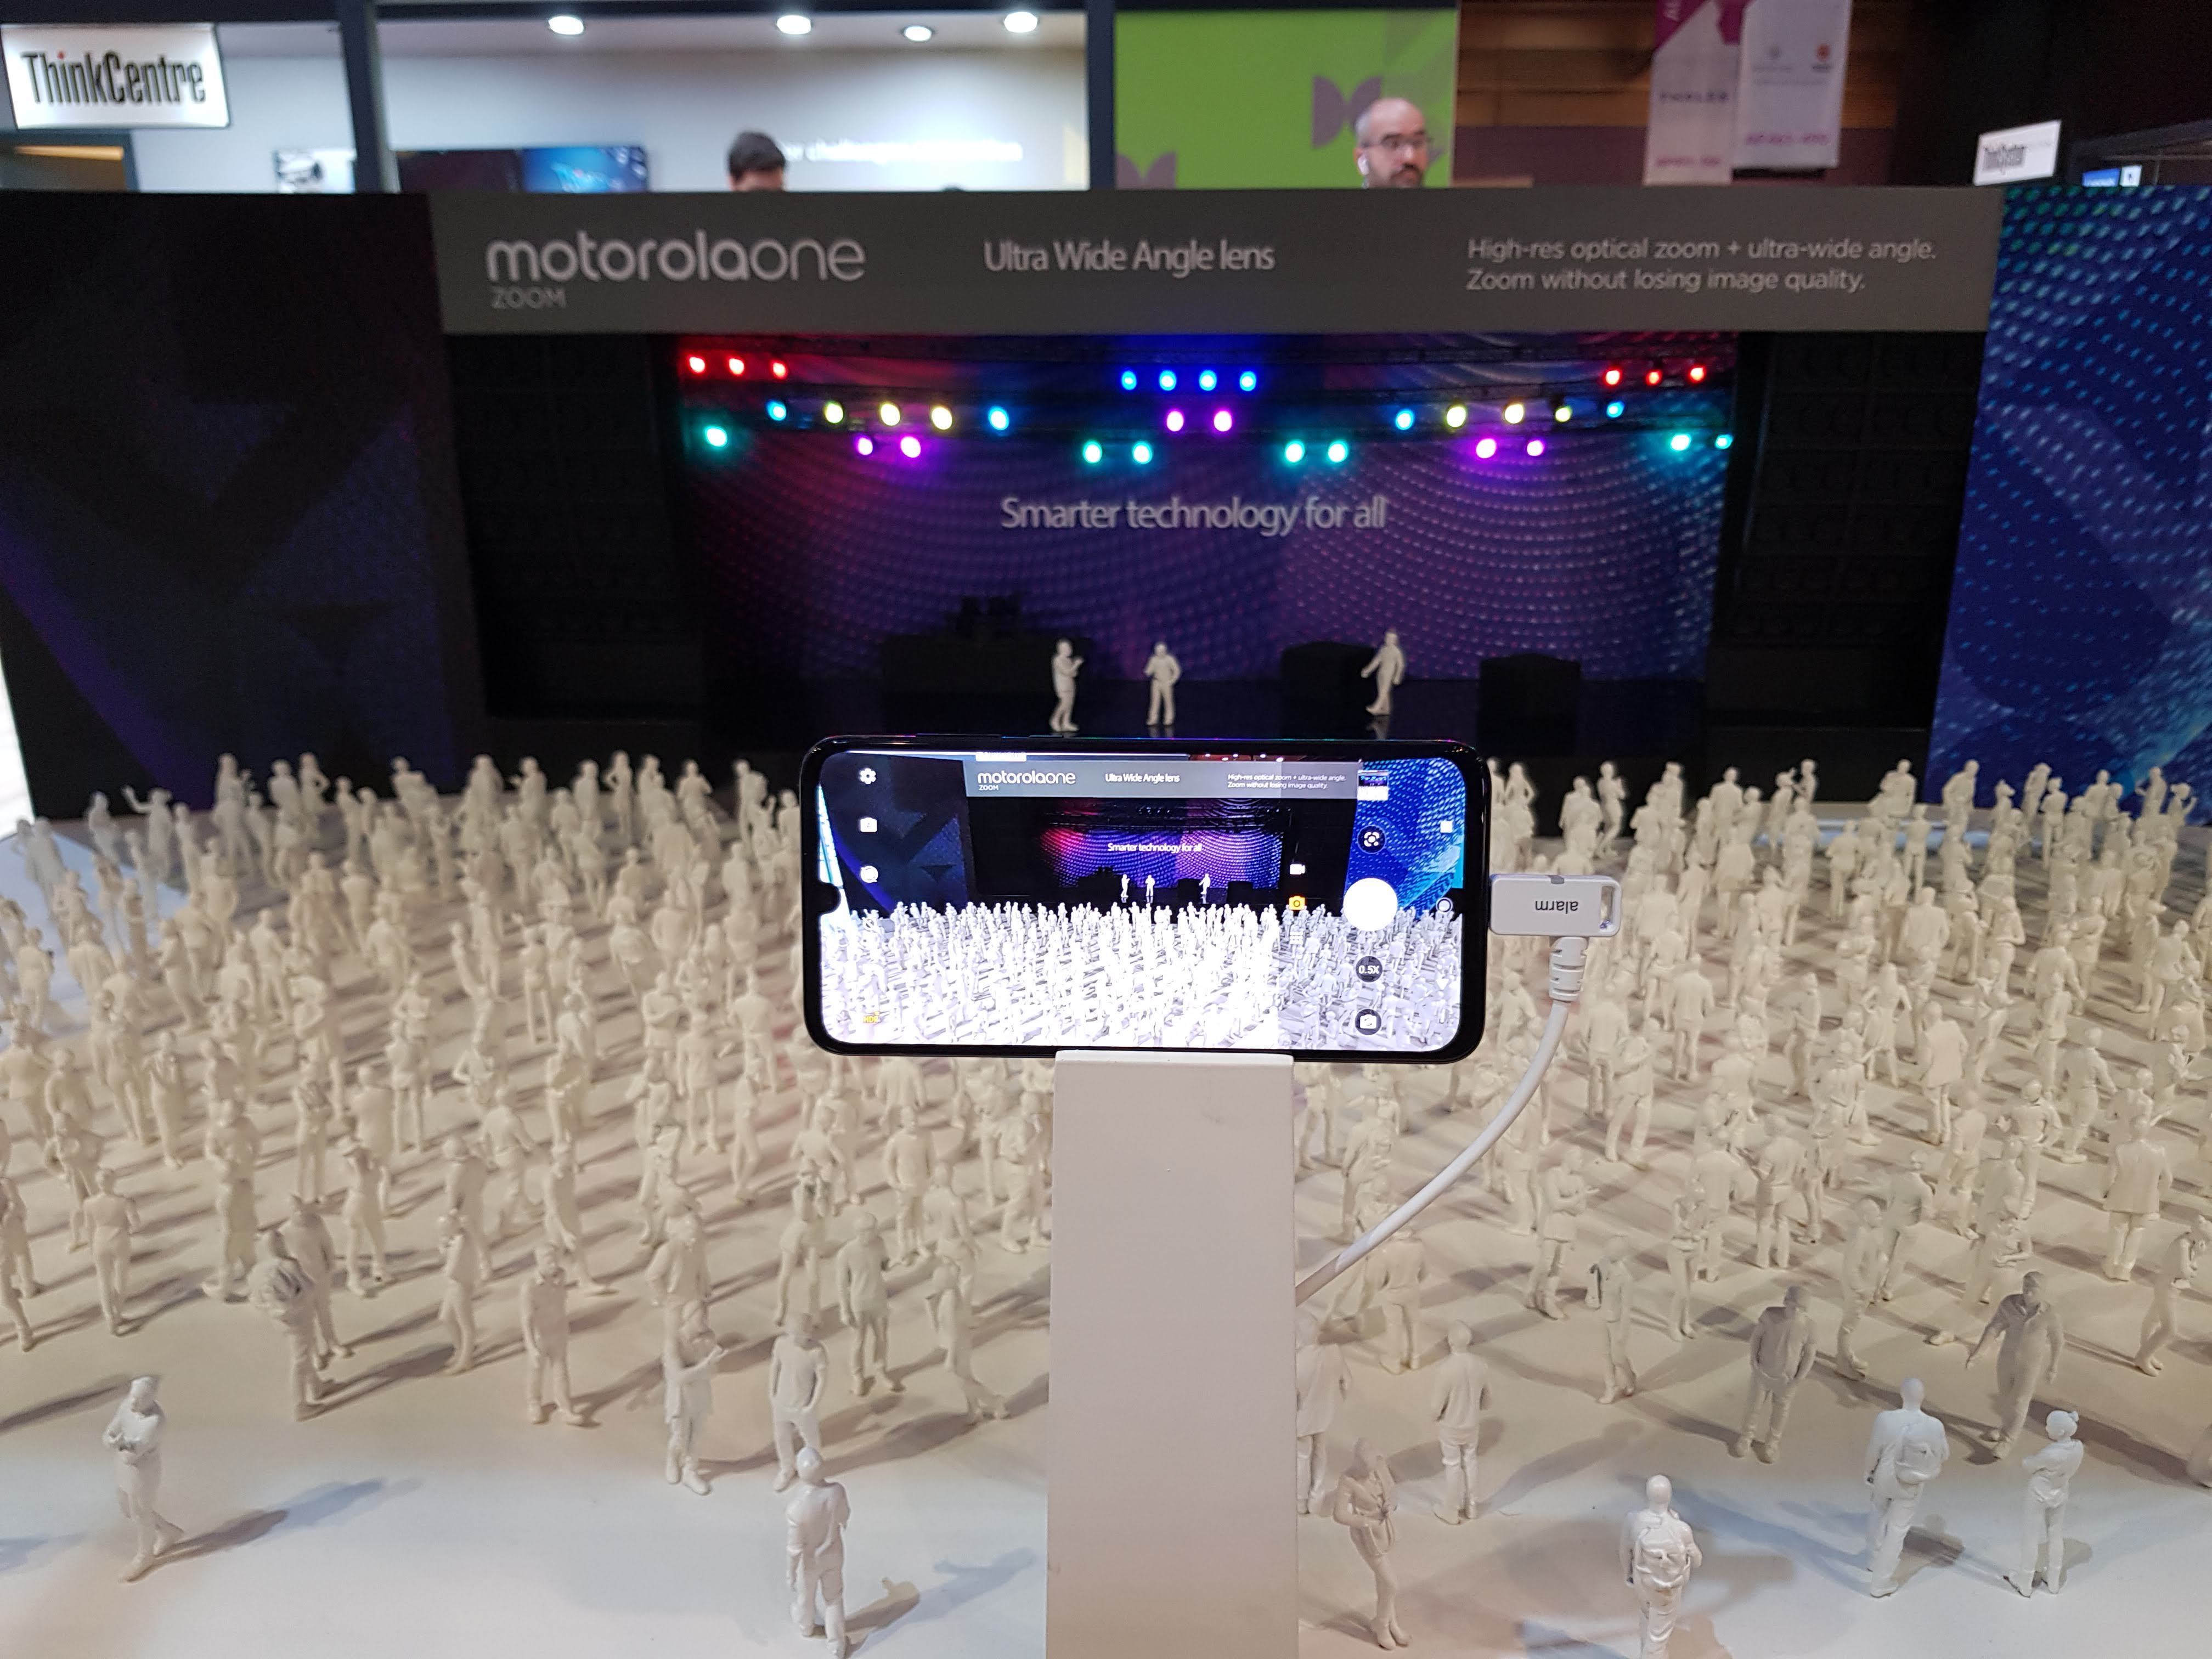 ThinkCentre
ThinkSystem
motorolaone
ZOOM
Ultra Wide Angle lens
High-res optical zoom + ultra-wide angle.
Zoom without losing image quality.
Smarter technology for all
motorolaone
ZOOM
Ultra Wide Angle lens
High-res optical zoom + ultra-wide angle.
Zoom without losing image quality.
Smarter technology for all
alarm
0.5X
HDR